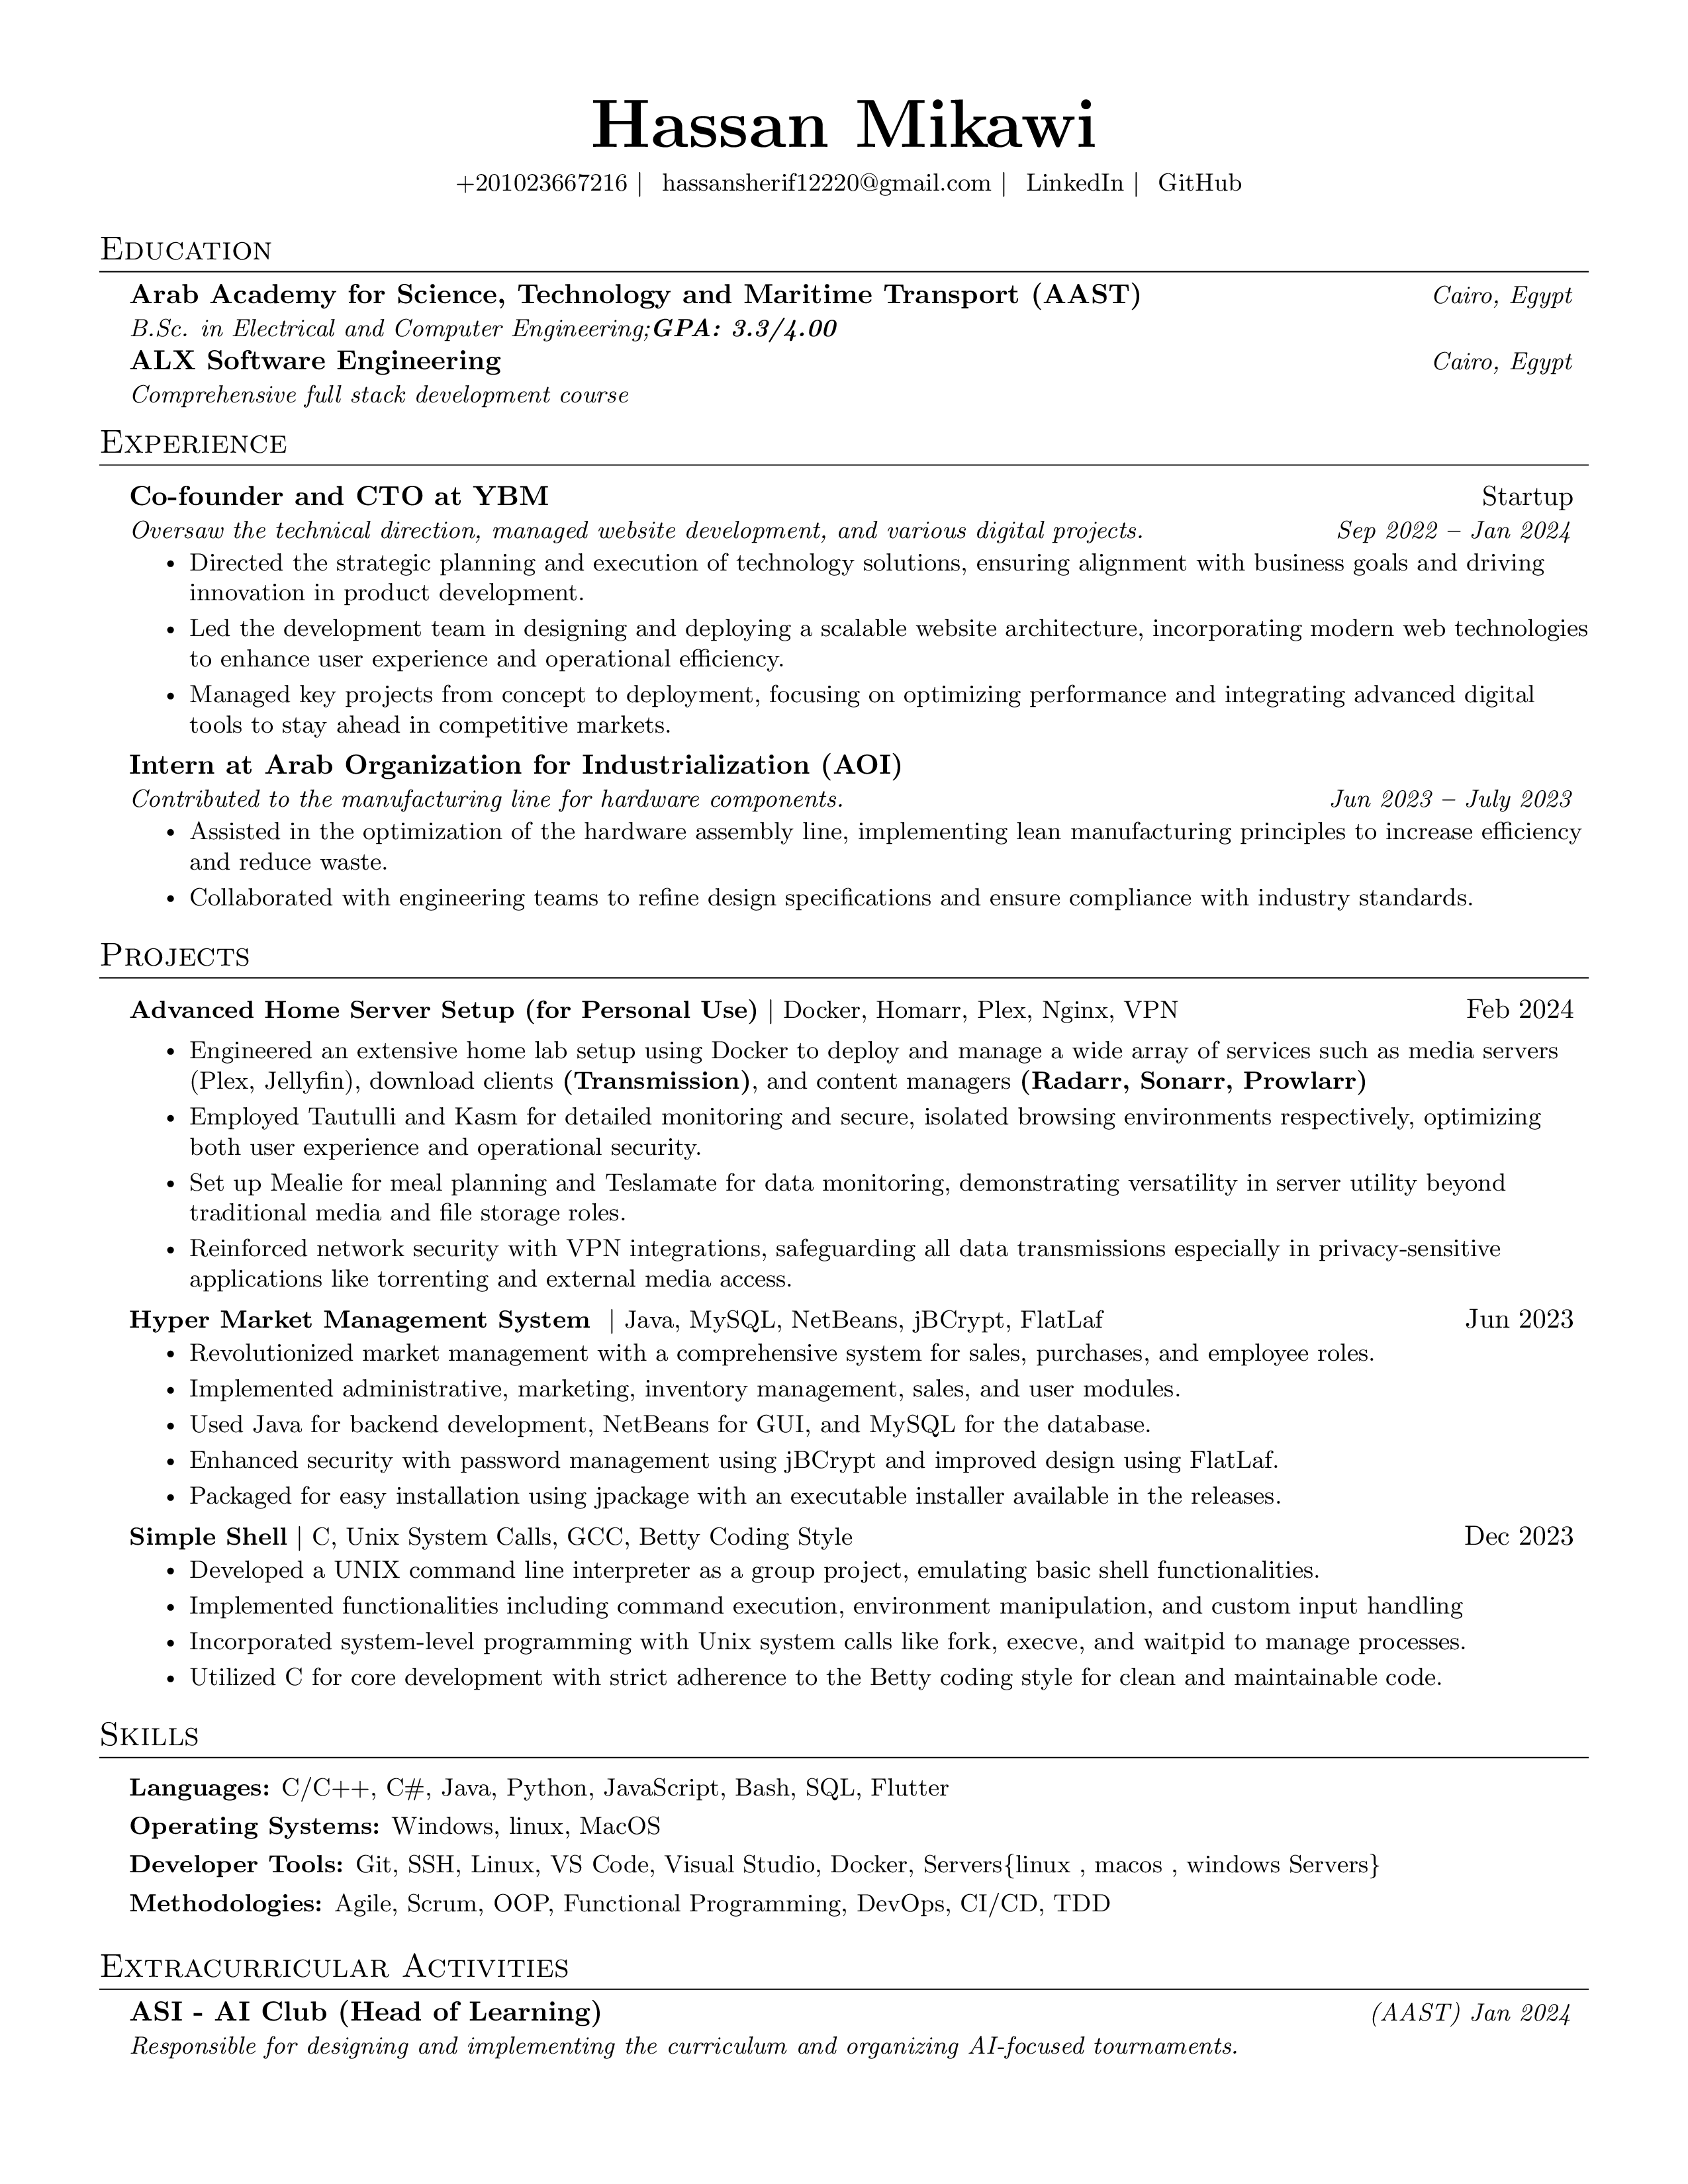 Hassan Mikawi
+201023667216 | hassansherif12220@gmail.com | LinkedIn | GitHub
Education
Arab Academy for Science, Technology and Maritime Transport (AAST) Cairo, Egypt
B.Sc. in Electrical and Computer Engineering;GPA: 3.3/4.00
ALX Software Engineering Cairo, Egypt
Comprehensive full stack development course
Experience
Co-founder and CTO at YBM Startup
Oversaw the technical direction, managed website development, and various digital projects. Sep 2022 – Jan 2024
• Directed the strategic planning and execution of technology solutions, ensuring alignment with business goals and driving
innovation in product development.
• Led the development team in designing and deploying a scalable website architecture, incorporating modern web technologies
to enhance user experience and operational efficiency.
• Managed key projects from concept to deployment, focusing on optimizing performance and integrating advanced digital
tools to stay ahead in competitive markets.
Intern at Arab Organization for Industrialization (AOI)
Contributed to the manufacturing line for hardware components. Jun 2023 – July 2023
• Assisted in the optimization of the hardware assembly line, implementing lean manufacturing principles to increase efficiency
and reduce waste.
• Collaborated with engineering teams to refine design specifications and ensure compliance with industry standards.
Projects
Advanced Home Server Setup (for Personal Use) | Docker, Homarr, Plex, Nginx, VPN Feb 2024
• Engineered an extensive home lab setup using Docker to deploy and manage a wide array of services such as media servers
(Plex, Jellyfin), download clients (Transmission), and content managers (Radarr, Sonarr, Prowlarr)
• Employed Tautulli and Kasm for detailed monitoring and secure, isolated browsing environments respectively, optimizing
both user experience and operational security.
• Set up Mealie for meal planning and Teslamate for data monitoring, demonstrating versatility in server utility beyond
traditional media and file storage roles.
• Reinforced network security with VPN integrations, safeguarding all data transmissions especially in privacy-sensitive
applications like torrenting and external media access.
Hyper Market Management System | Java, MySQL, NetBeans, jBCrypt, FlatLaf Jun 2023
• Revolutionized market management with a comprehensive system for sales, purchases, and employee roles.
• Implemented administrative, marketing, inventory management, sales, and user modules.
• Used Java for backend development, NetBeans for GUI, and MySQL for the database.
• Enhanced security with password management using jBCrypt and improved design using FlatLaf.
• Packaged for easy installation using jpackage with an executable installer available in the releases.
Simple Shell | C, Unix System Calls, GCC, Betty Coding Style Dec 2023
• Developed a UNIX command line interpreter as a group project, emulating basic shell functionalities.
• Implemented functionalities including command execution, environment manipulation, and custom input handling
• Incorporated system-level programming with Unix system calls like fork, execve, and waitpid to manage processes.
• Utilized C for core development with strict adherence to the Betty coding style for clean and maintainable code.
Skills
Languages: C/C++, C#, Java, Python, JavaScript, Bash, SQL, Flutter
Operating Systems: Windows, linux, MacOS
Developer Tools: Git, SSH, Linux, VS Code, Visual Studio, Docker, Servers{linux , macos , windows Servers}
Methodologies: Agile, Scrum, OOP, Functional Programming, DevOps, CI/CD, TDD
Extracurricular Activities
ASI - AI Club (Head of Learning) (AAST) Jan 2024
Responsible for designing and implementing the curriculum and organizing AI-focused tournaments.